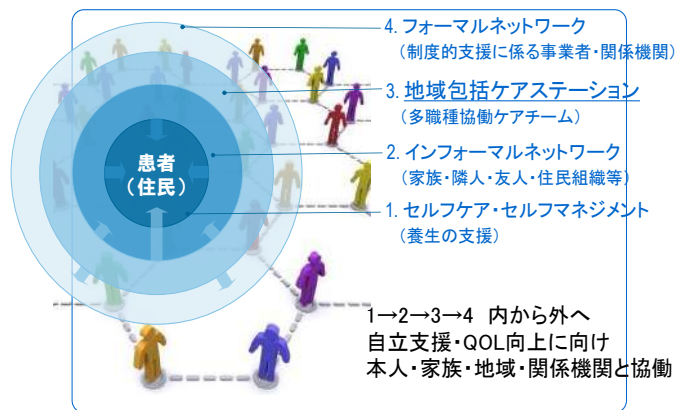 4. フォーマルネットワーク
（制度的支援に係る事業者・関係機関）
3. 地域包括ケアステーション
（多職種協働ケアチーム）
患者
（住民）
2. インフォーマルネットワーク
（家族・隣人・友人・住民組織等）
1. セルフケア・セルフマネジメント
（養生の支援）
1→2→3→4 内から外へ
自立支援・QOL向上に向け
本人・家族・地域・関係機関と協働